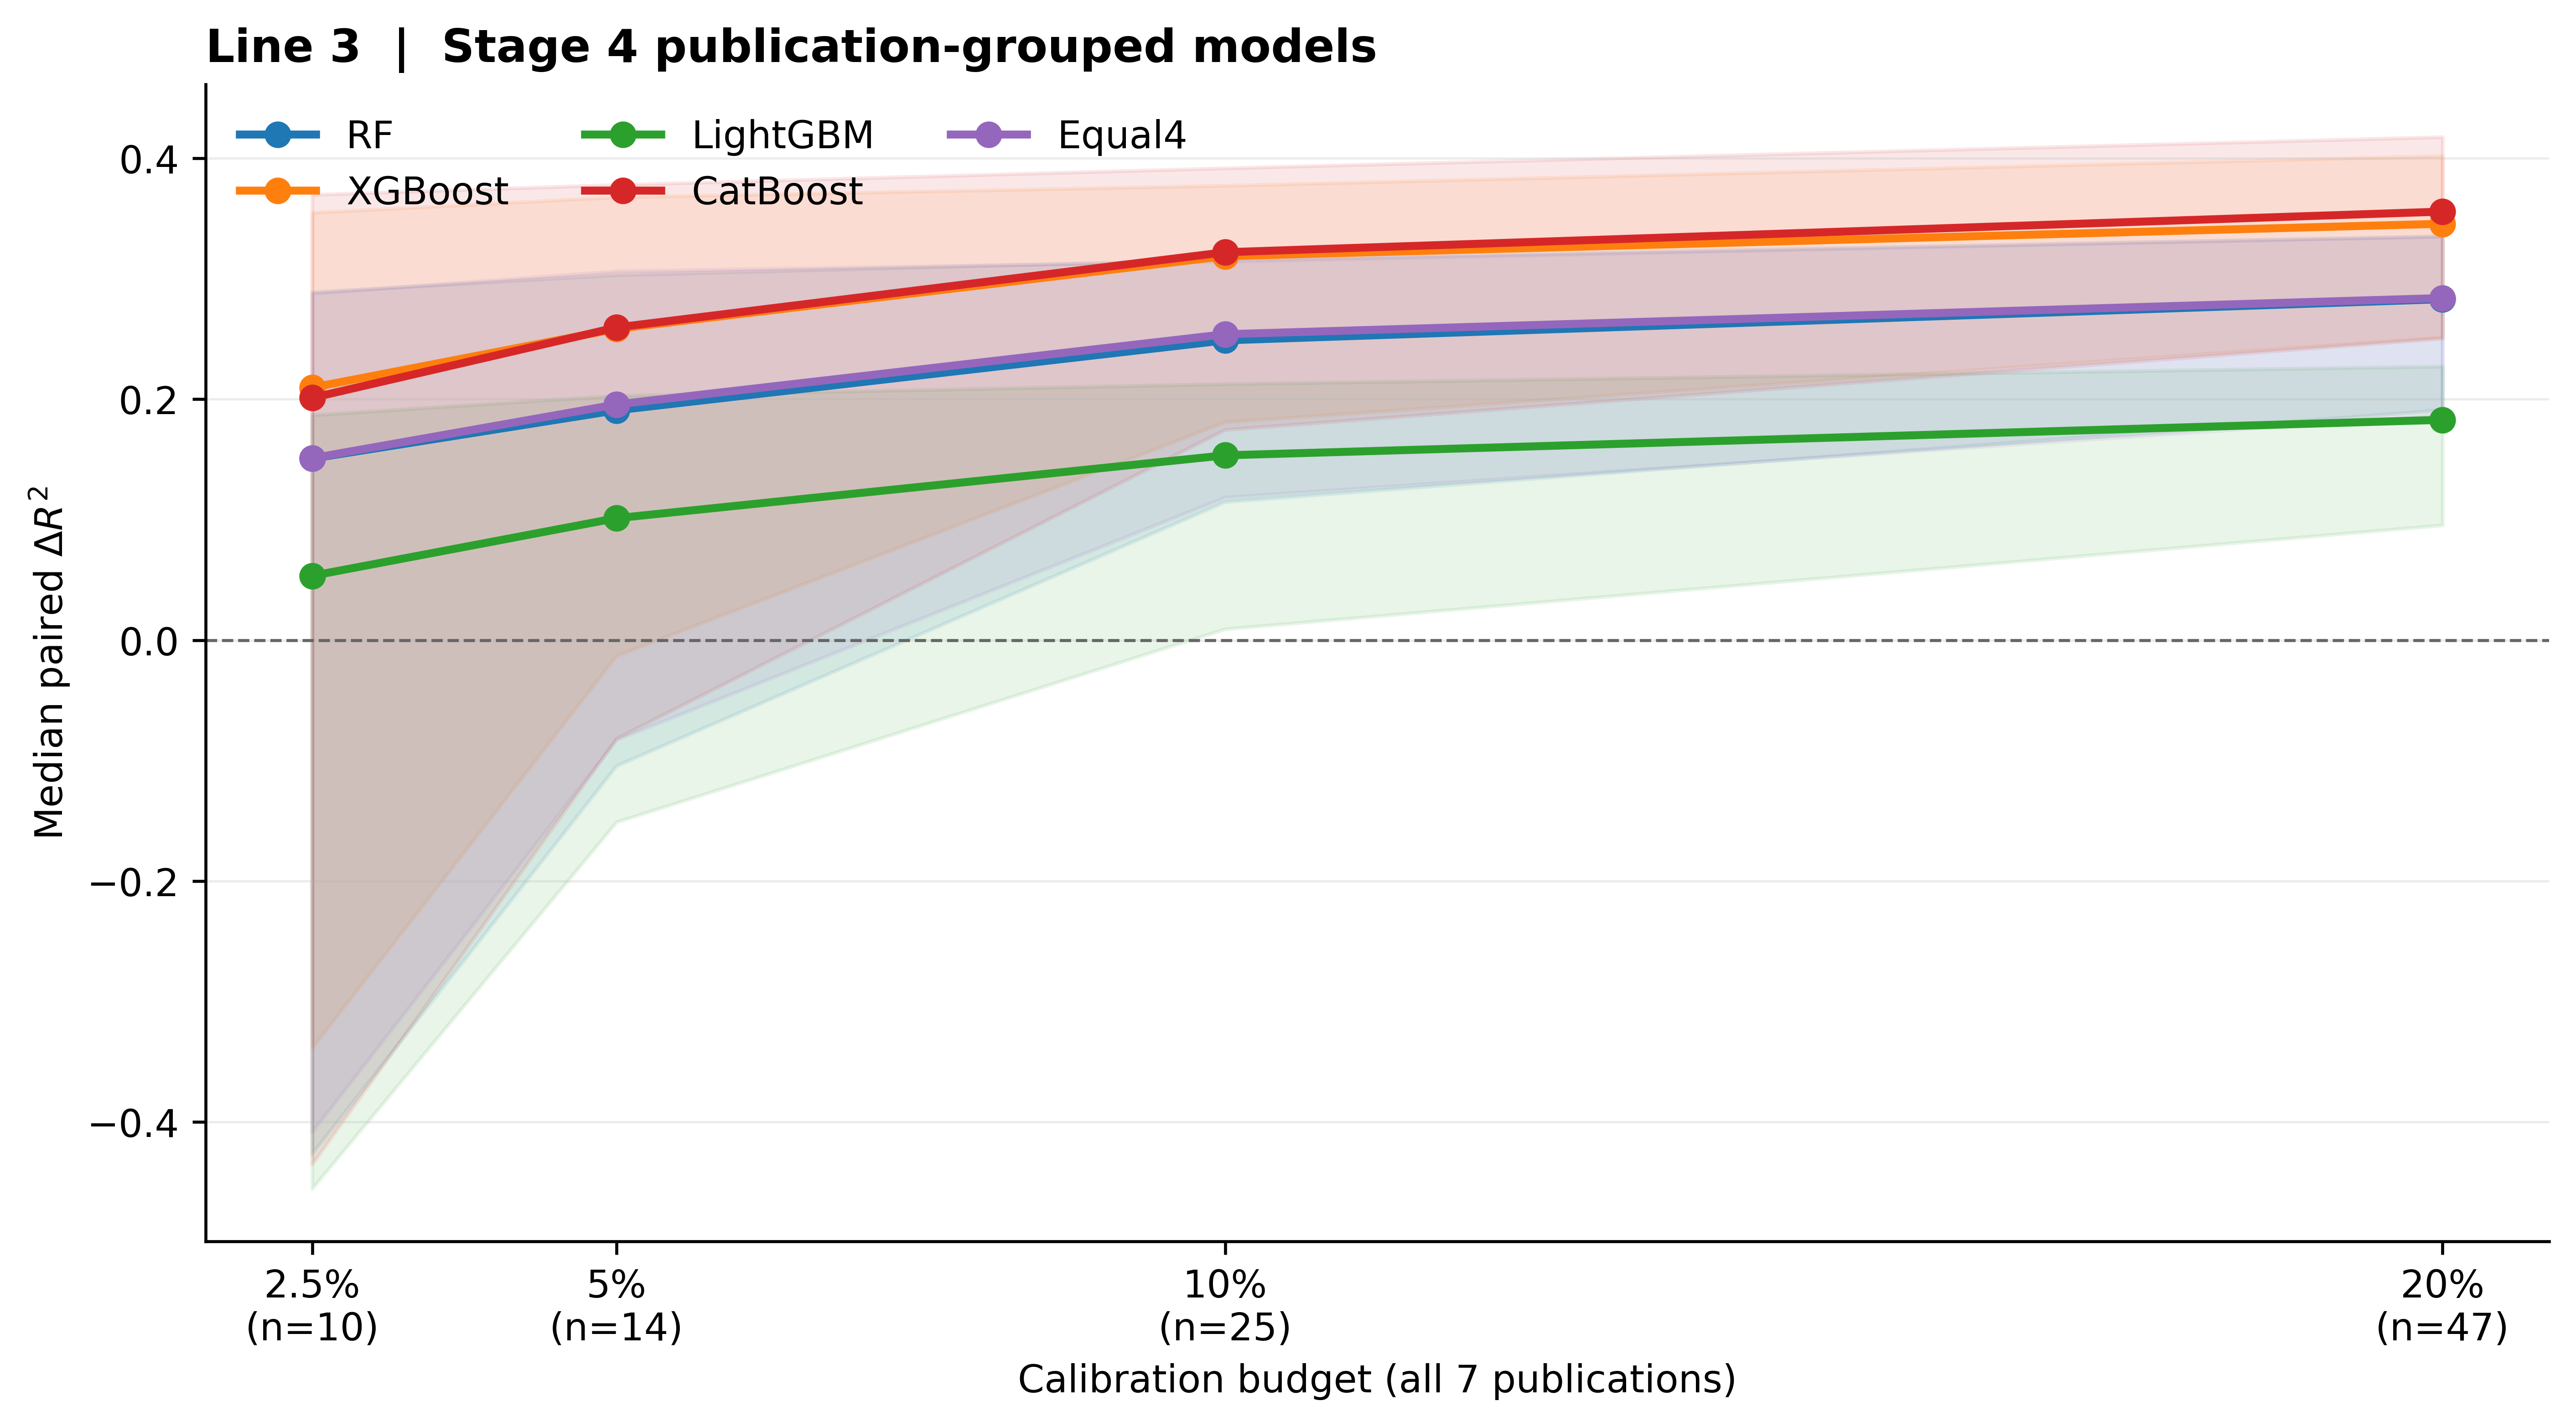 Line 3 | Stage 4 publication-grouped models
RF
XGBoost
LightGBM
CatBoost
Equal4
Median paired ΔR²
0.4
0.2
0.0
−0.2
−0.4
2.5%
(n=10)
5%
(n=14)
10%
(n=25)
20%
(n=47)
Calibration budget (all 7 publications)